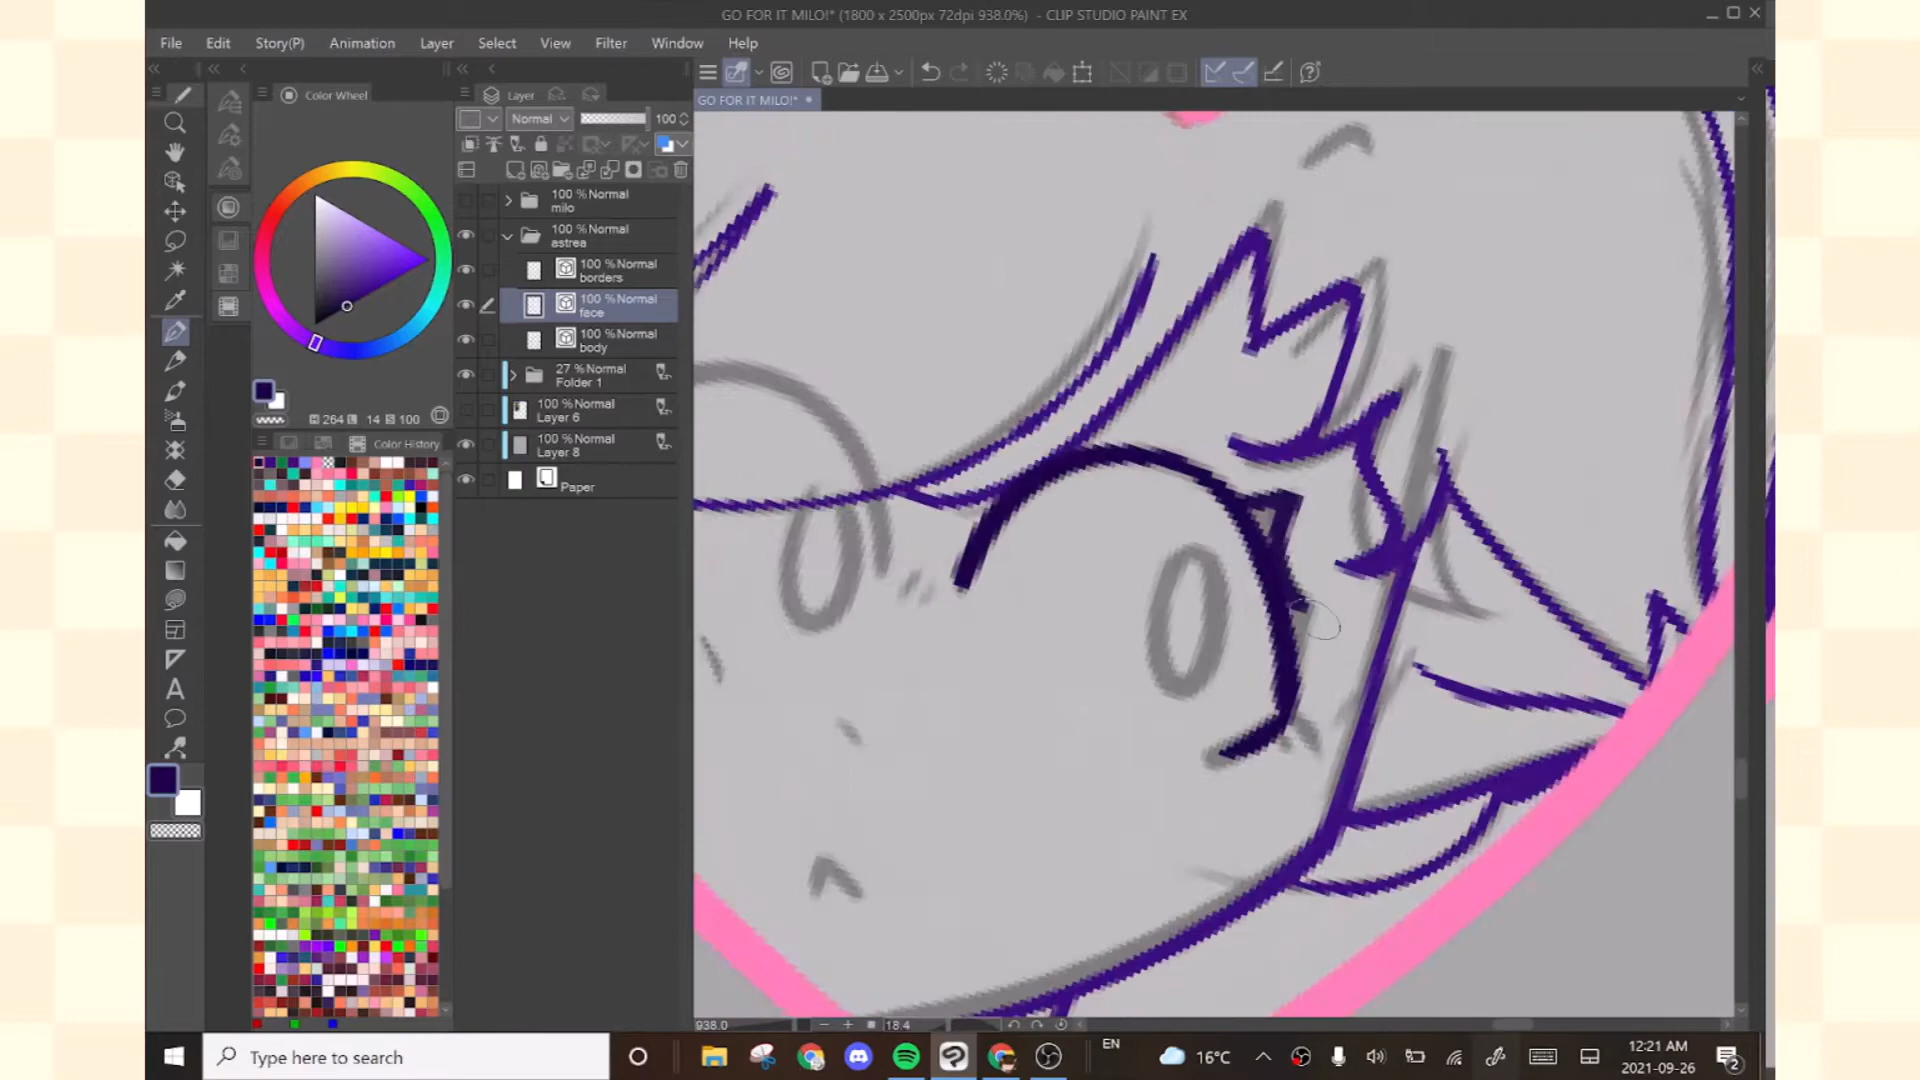 GO FOR IT MILO!* (1800 x 2500px 72dpi 938.0%) - CLIP STUDIO PAINT EX
File Edit Story(P) Animation Layer Select View Filter Window Help
Color Wheel
Layer
GO FOR IT MILO!*
Normal 100
100 % Normal
milo
100 % Normal
astrea
100 % Normal
borders
100 % Normal
face
100 % Normal
body
27 % Normal
Folder 1
100 % Normal
Layer 6
100 % Normal
Layer 8
Paper
H 264 L 14 S 100
Color History
A
938.0 18.4
Type here to search
EN
16°C
12:21 AM
2021-09-26
2